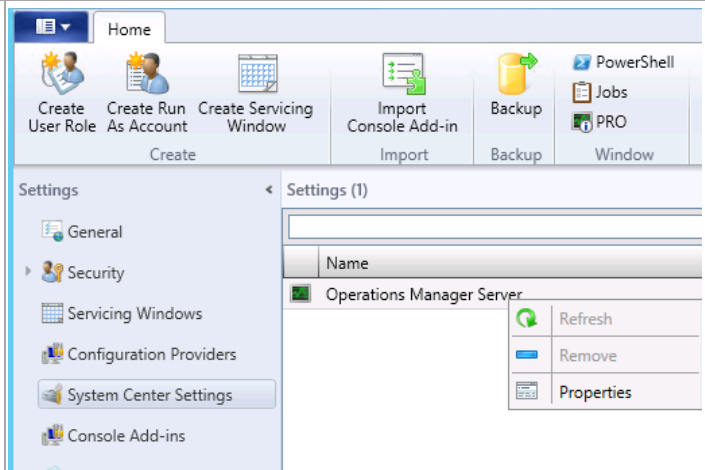 Home
Create
User Role
Create Run
As Account
Create Servicing
Window
Import
Console Add-in
Backup
PowerShell
Jobs
PRO
Create
Import
Backup
Window
Settings
Settings (1)
General
Name
Security
Operations Manager Server
Servicing Windows
Refresh
Configuration Providers
Remove
System Center Settings
Properties
Console Add-ins